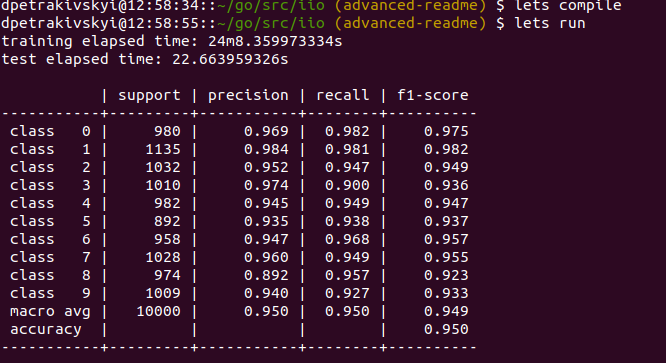 dpetrakivskyi@12:58:34::~/go/src/iio (advanced-readme) $ lets compile
dpetrakivskyi@12:58:55::~/go/src/iio (advanced-readme) $ lets run
training elapsed time: 24m8.359973334s
test elapsed time: 22.663959326s
           | support | precision | recall | f1-score
-----------+---------+-----------+--------+----------
 class   0 |     980 |     0.969 |  0.982 |    0.975
 class   1 |    1135 |     0.984 |  0.981 |    0.982
 class   2 |    1032 |     0.952 |  0.947 |    0.949
 class   3 |    1010 |     0.974 |  0.900 |    0.936
 class   4 |     982 |     0.945 |  0.949 |    0.947
 class   5 |     892 |     0.935 |  0.938 |    0.937
 class   6 |     958 |     0.947 |  0.968 |    0.957
 class   7 |    1028 |     0.960 |  0.949 |    0.955
 class   8 |     974 |     0.892 |  0.957 |    0.923
 class   9 |    1009 |     0.940 |  0.927 |    0.933
 macro avg |   10000 |     0.950 |  0.950 |    0.949
 accuracy  |         |           |        |    0.950
-----------+---------+-----------+--------+----------